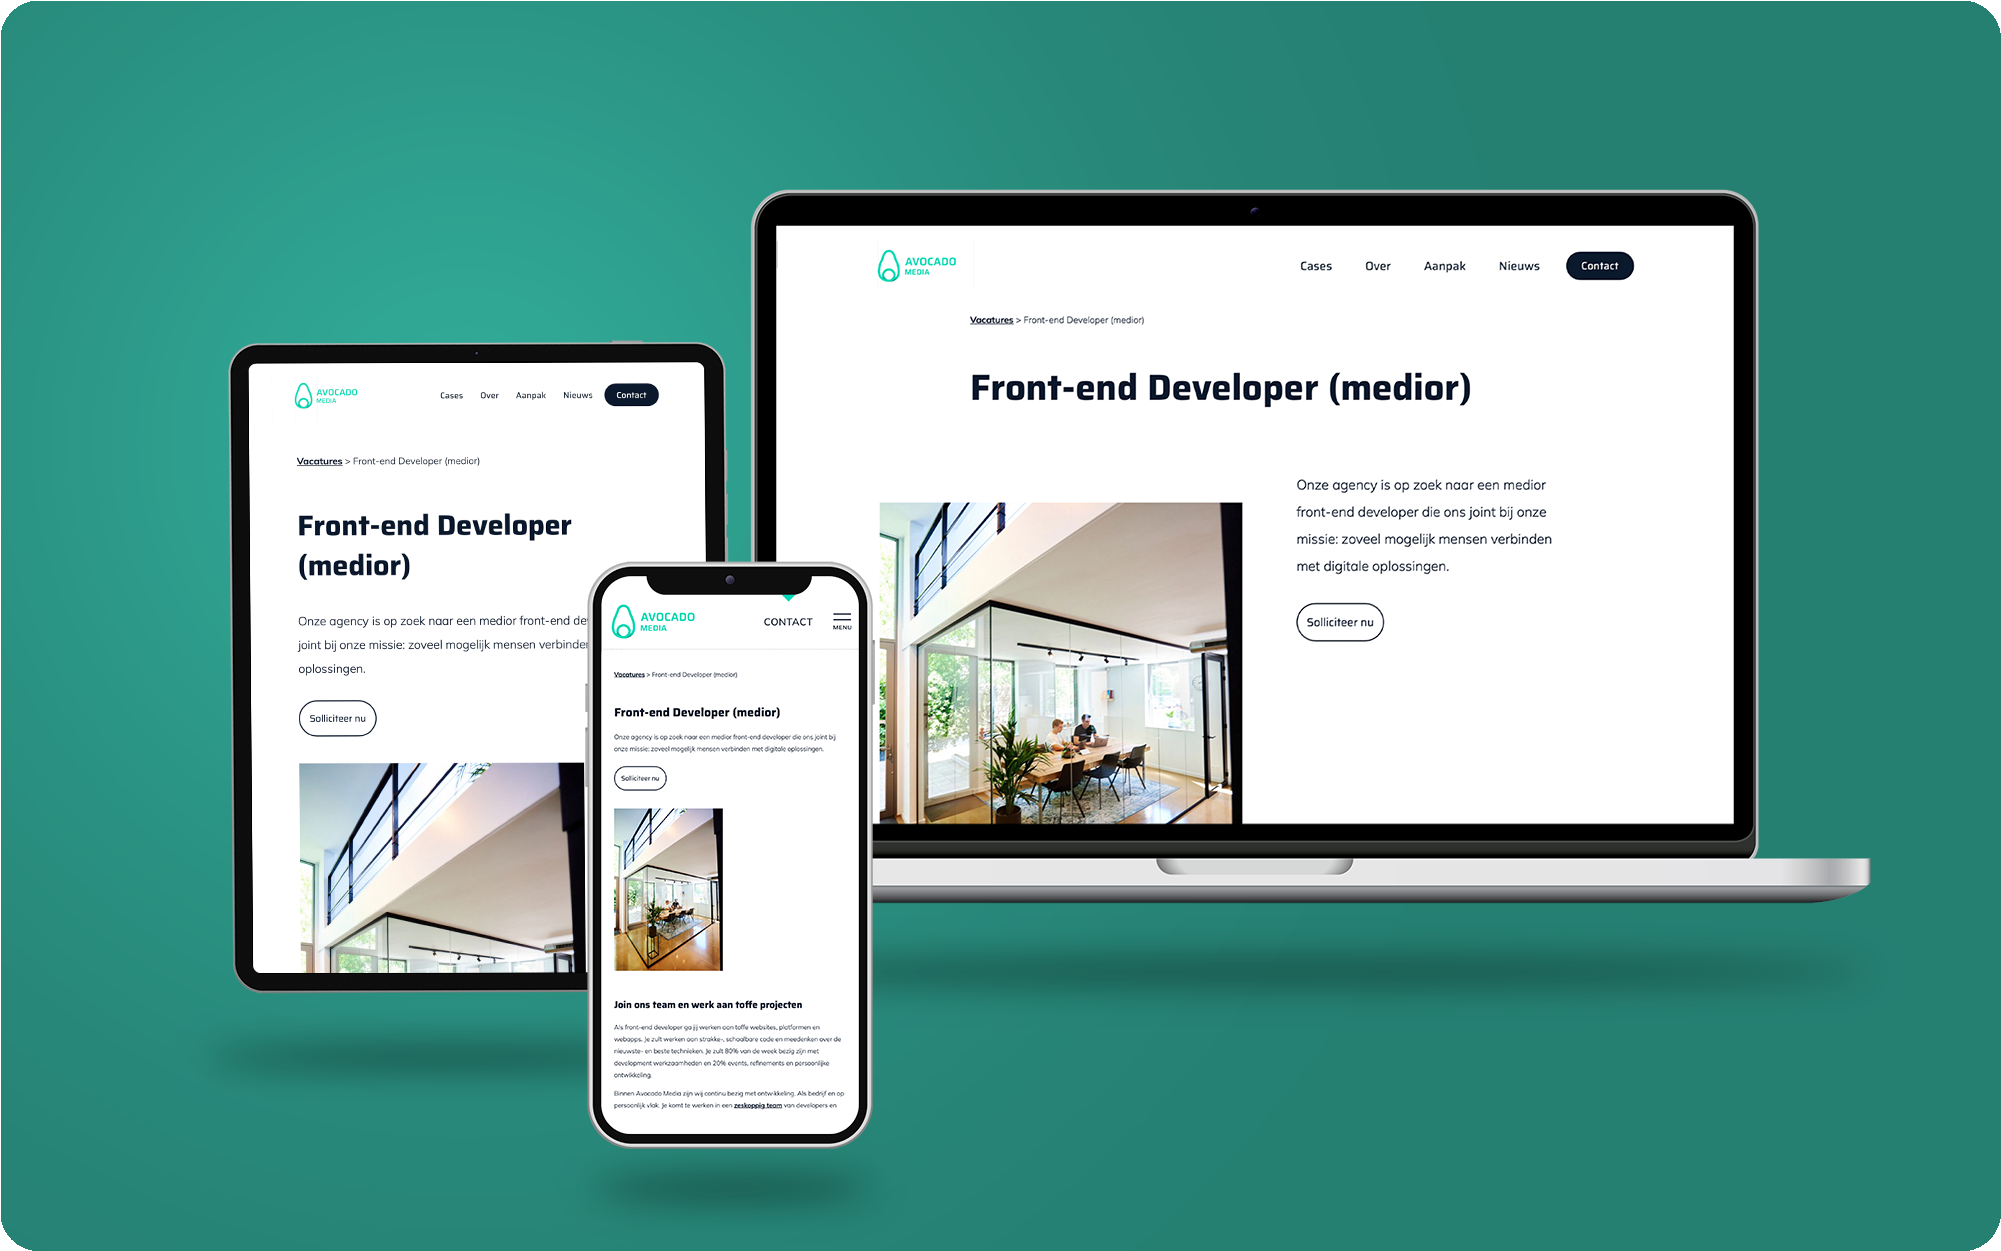 AVOCADO
MEDIA
Cases Over Aanpak Nieuws Contact
Vacatures > Front-end Developer (medior)
Front-end Developer (medior)
Onze agency is op zoek naar een medior
front-end developer die ons joint bij onze
missie: zoveel mogelijk mensen verbinden
met digitale oplossingen.
Solliciteer nu
AVOCADO
MEDIA
Cases Over Aanpak Nieuws Contact
Vacatures > Front-end Developer (medior)
Front-end Developer
(medior)
Onze agency is op zoek naar een medior front-end de
joint bij onze missie: zoveel mogelijk mensen verbinden
oplossingen.
Solliciteer nu
AVOCADO
MEDIA
CONTACT
MENU
Vacatures > Front-end Developer (medior)
Front-end Developer (medior)
Onze agency is op zoek naar een medior front-end developer die ons joint bij
onze missie: zoveel mogelijk mensen verbinden met digitale oplossingen.
Solliciteer nu
Join ons team en werk aan toffe projecten
Als front-end developer ga jij werken aan toffe websites, platformen en
webapps. Je zult werken aan strakke-, schaalbare code en meedenken over de
nieuwste- en beste technieken. Je zult 80% van de week bezig zijn met
development werkzaamheden en 20% events, refinements en persoonlijke
ontwikkeling.
Binnen Avocado Media zijn wij continu bezig met ontwikkeling. Als bedrijf en op
persoonlijk vlak. Je komt te werken in een zeskoppig team van developers en